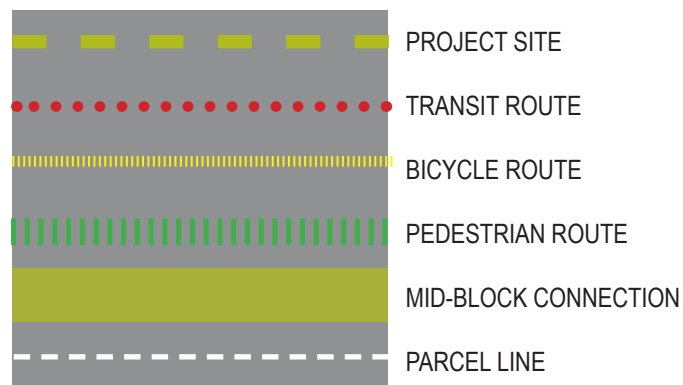 PROJECT SITE
TRANSIT ROUTE
BICYCLE ROUTE
PEDESTRIAN ROUTE
MID-BLOCK CONNECTION
PARCEL LINE